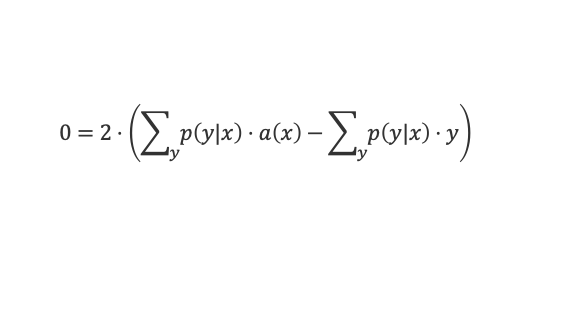 0 = 2 · (∑_y p(y|x) · a(x) − ∑_y p(y|x) · y)